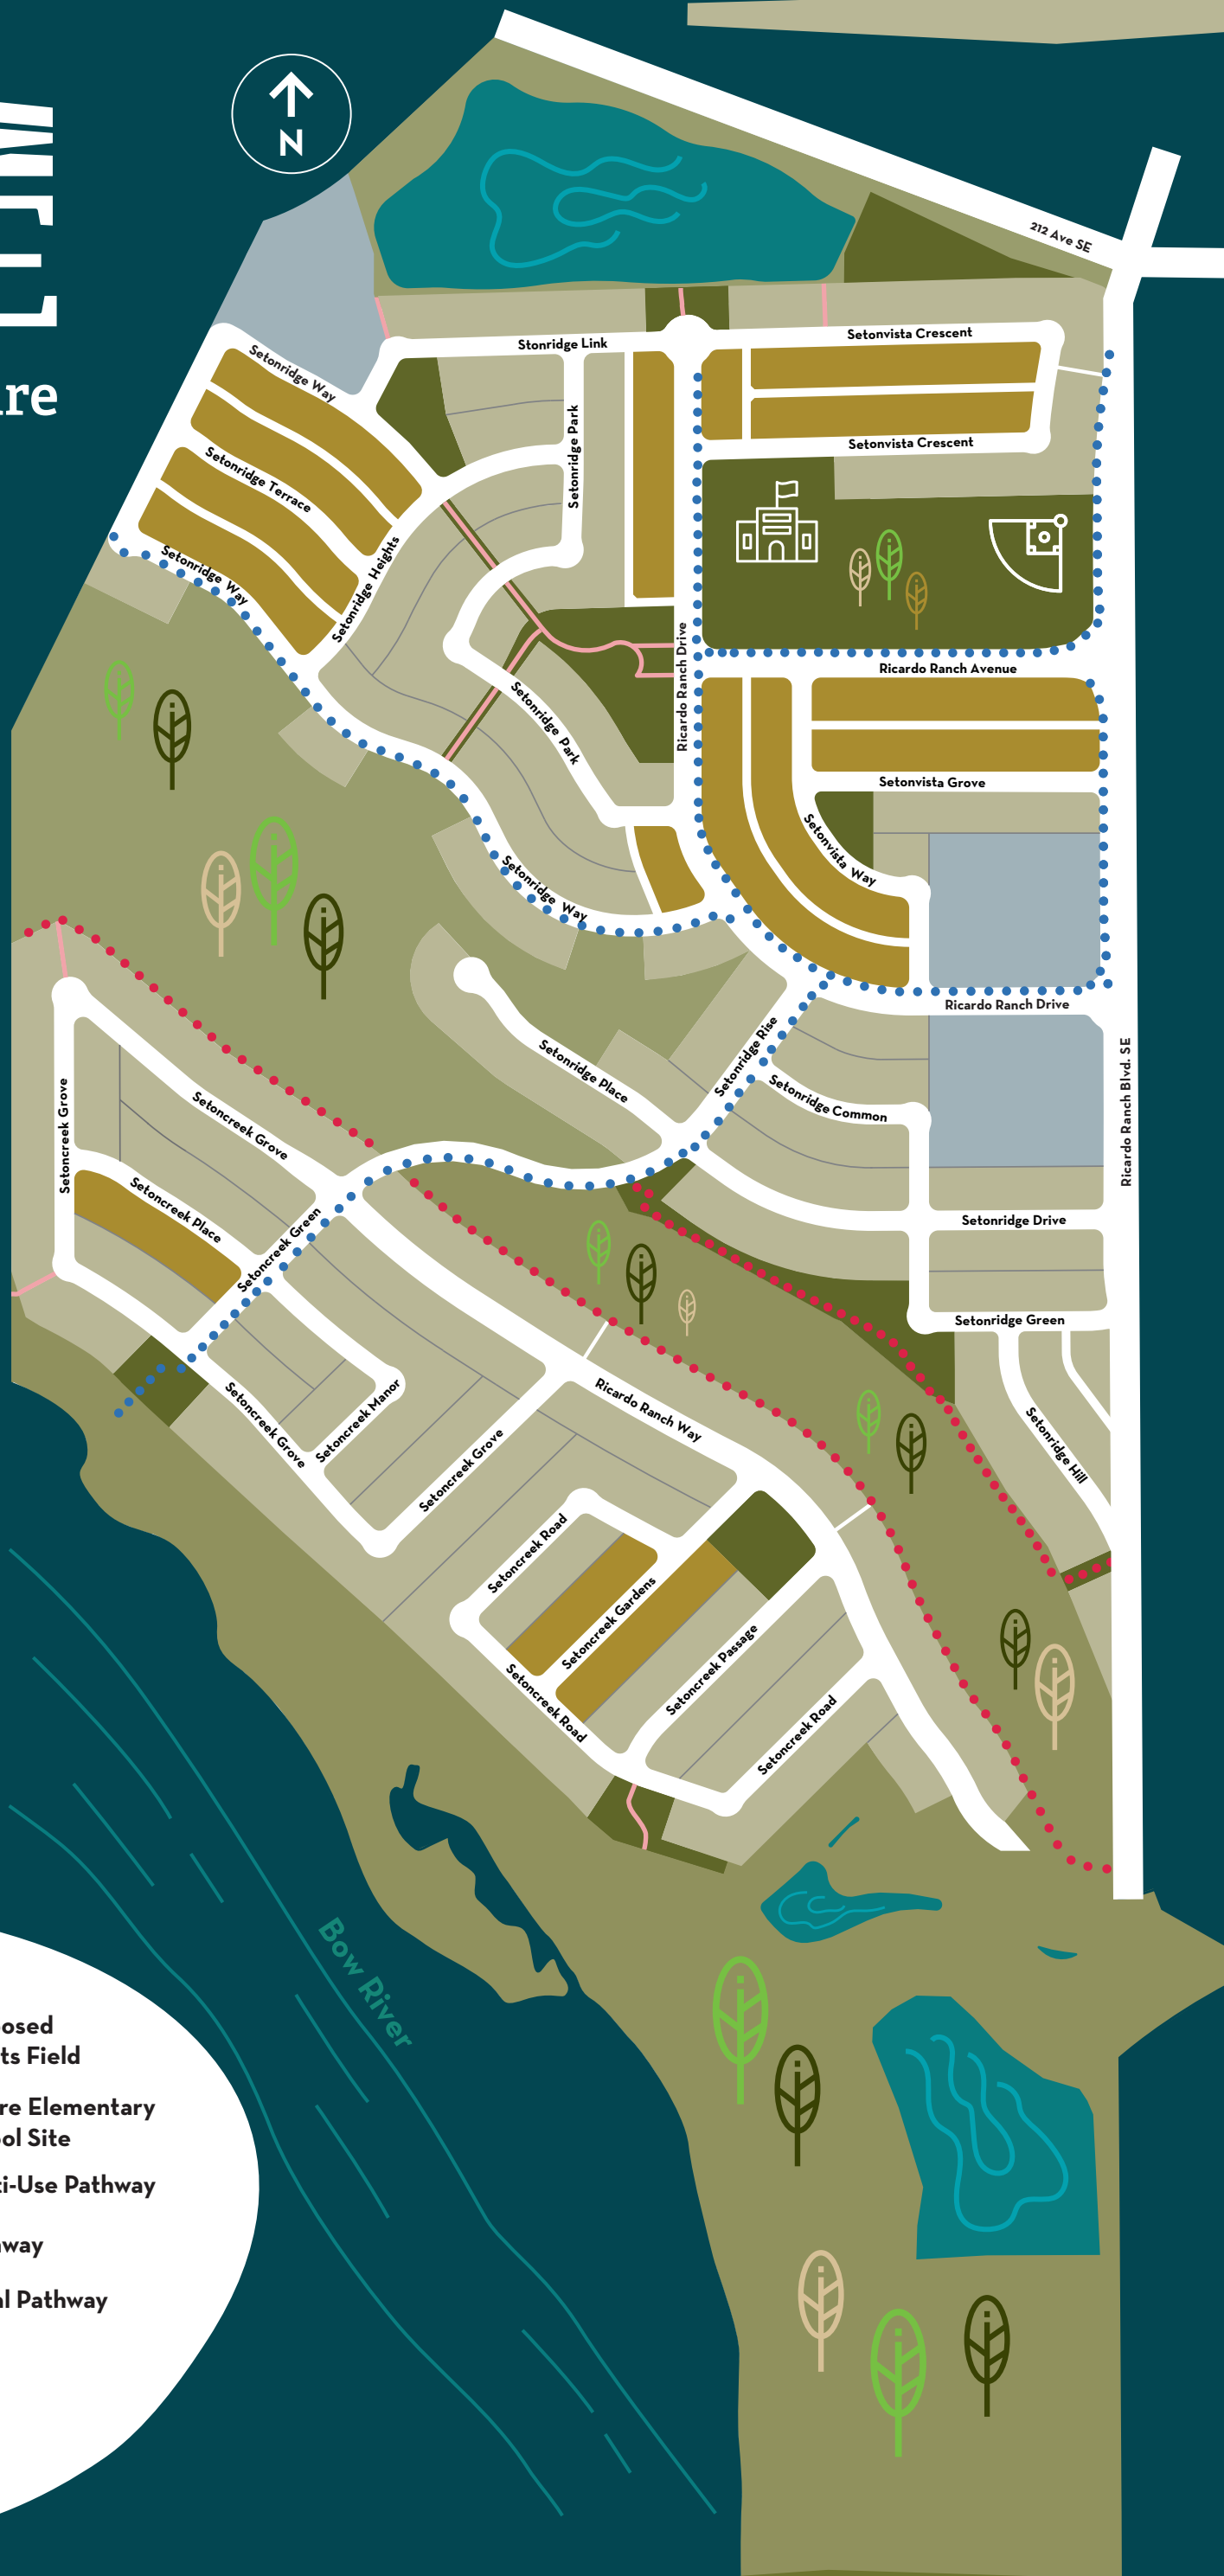 N
212 Ave SE
Setonvista Crescent
Stonridge Link
Setonridge Way
Setonridge Park
Setonvista Crescent
Setonridge Terrace
Setonridge Heights
Setonridge Way
Ricardo Ranch Drive
Ricardo Ranch Avenue
Setonridge Park
Setonvista Grove
Setonvista Way
Setonridge Way
Ricardo Ranch Drive
Setonridge Rise
Setonridge Place
Setonridge Common
Ricardo Ranch Blvd. SE
Setoncreek Grove
Setoncreek Grove
Setoncreek Place
Setoncreek Green
Setonridge Drive
Setonridge Green
Setoncreek Grove
Setoncreek Manor
Ricardo Ranch Way
Setoncreek Grove
Setonridge Hill
Setoncreek Road
Setoncreek Gardens
Setoncreek Passage
Setoncreek Road
Setoncreek Road
Bow River
ts Field
re Elementary
ol Site
i-Use Pathway
way
l Pathway